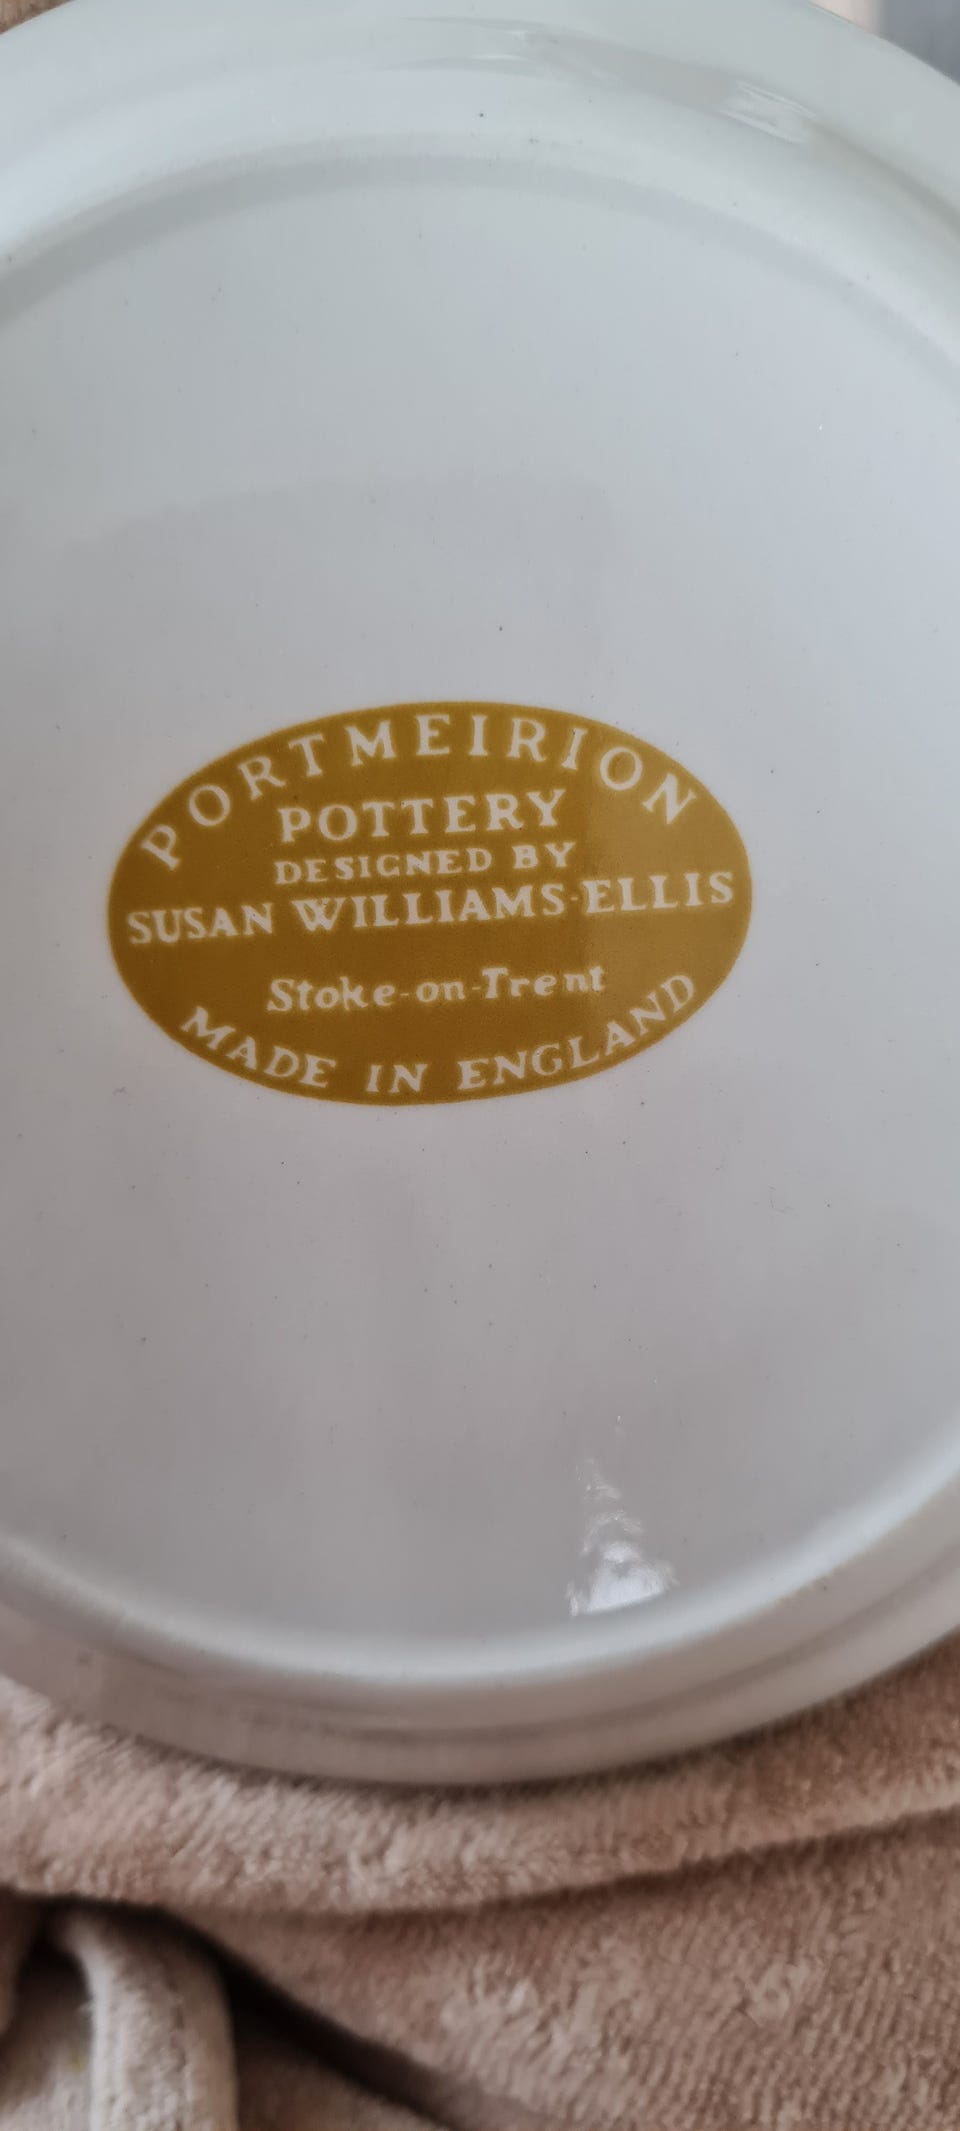 PORTMEIRION
POTTERY
DESIGNED BY
SUSAN WILLIAMS-ELLIS
Stoke-on-Trent
MADE IN ENGLAND